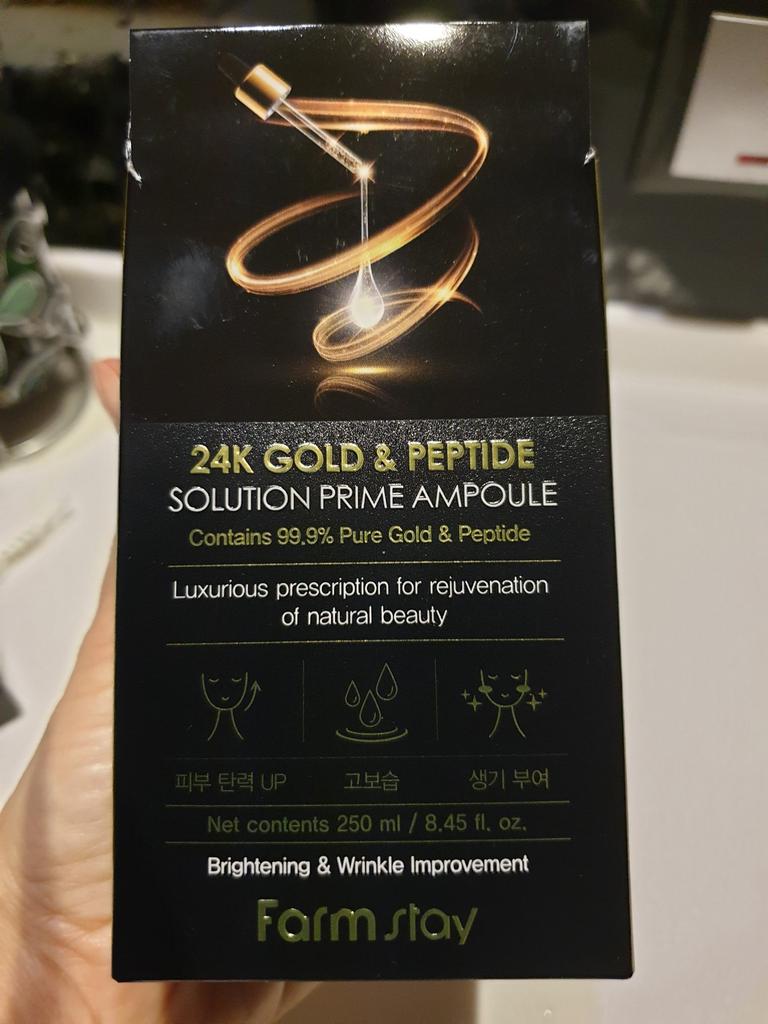 24K GOLD & PEPTIDE
SOLUTION PRIME AMPOULE
Contains 99.9% Pure Gold & Peptide
Luxurious prescription for rejuvenation
of natural beauty
피부 탄력 UP 고보습 생기 부여
Net contents 250 ml / 8.45 fl. oz.
Brightening & Wrinkle Improvement
Farm stay